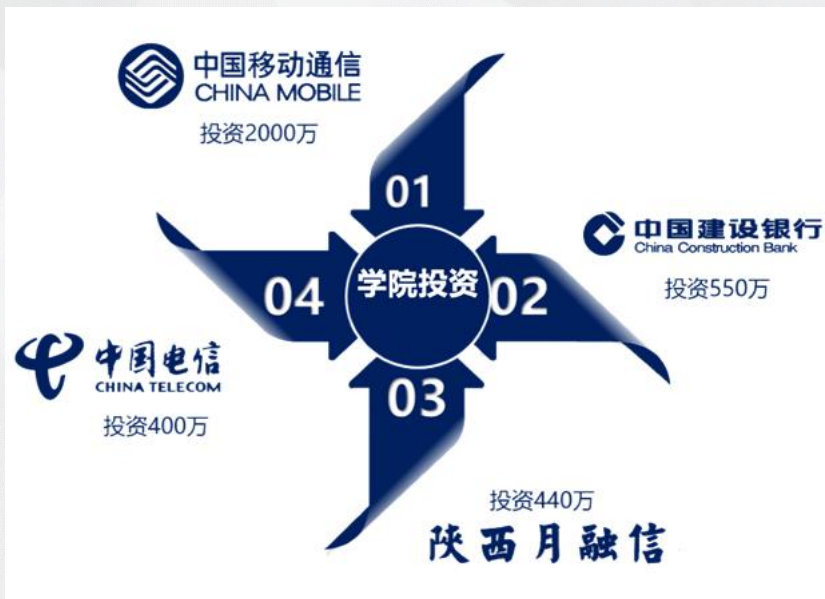 中国移动通信
CHINA MOBILE
投资2000万
01
中国建设银行
China Construction Bank
投资550万
02
学院投资
04
中国电信
CHINA TELECOM
投资400万
03
投资440万
陕西月融信